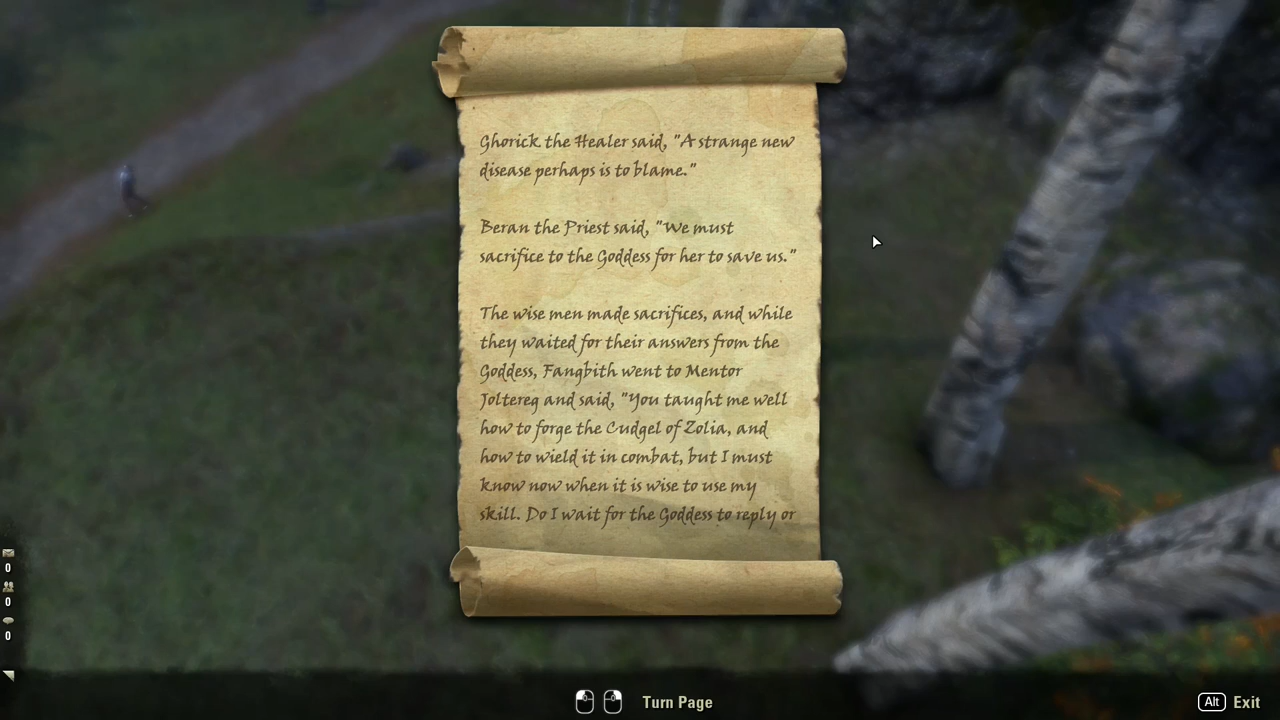 Ghorick the Healer said, "A strange new
disease perhaps is to blame."
Beran the Priest said, "We must
sacrifice to the Goddess for her to save us."
The wise men made sacrifices, and while
they waited for their answers from the
Goddess, Fangbith went to Mentor
Joltereg and said, "You taught me well
how to forge the Cudgel of Zolia, and
how to wield it in combat, but I must
know now when it is wise to use my
skill. Do I wait for the Goddess to reply or
0
0
0
Turn Page
Alt Exit